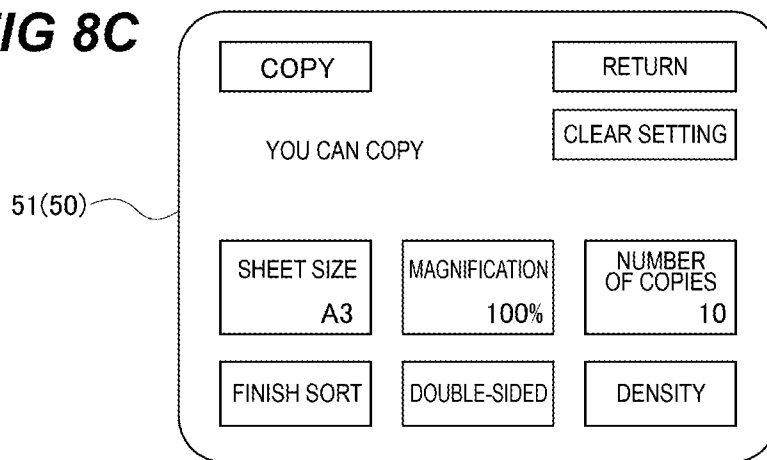 IG 8C
COPY
RETURN
YOU CAN COPY
CLEAR SETTING
51(50)
SHEET SIZE
A3
MAGNIFICATION
100%
NUMBER
OF COPIES
10
FINISH SORT
DOUBLE-SIDED
DENSITY